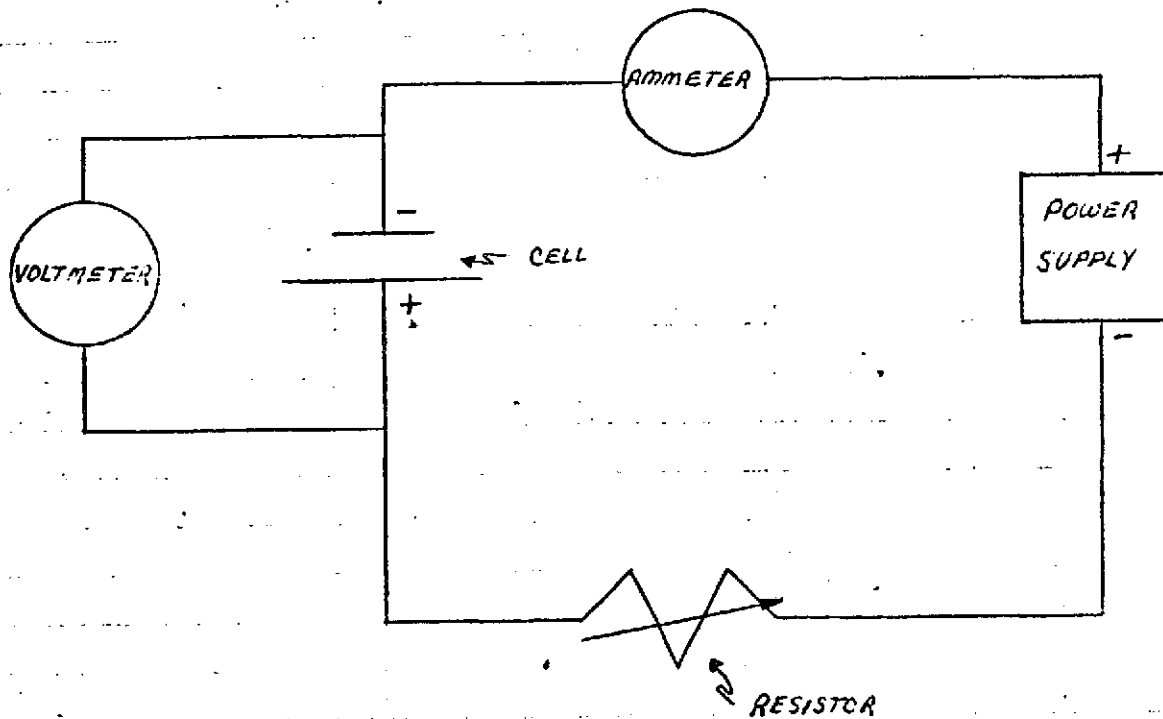 AMMETER
+
POWER
SUPPLY
-
-
CELL
+
VOLTMETER
RESISTOR